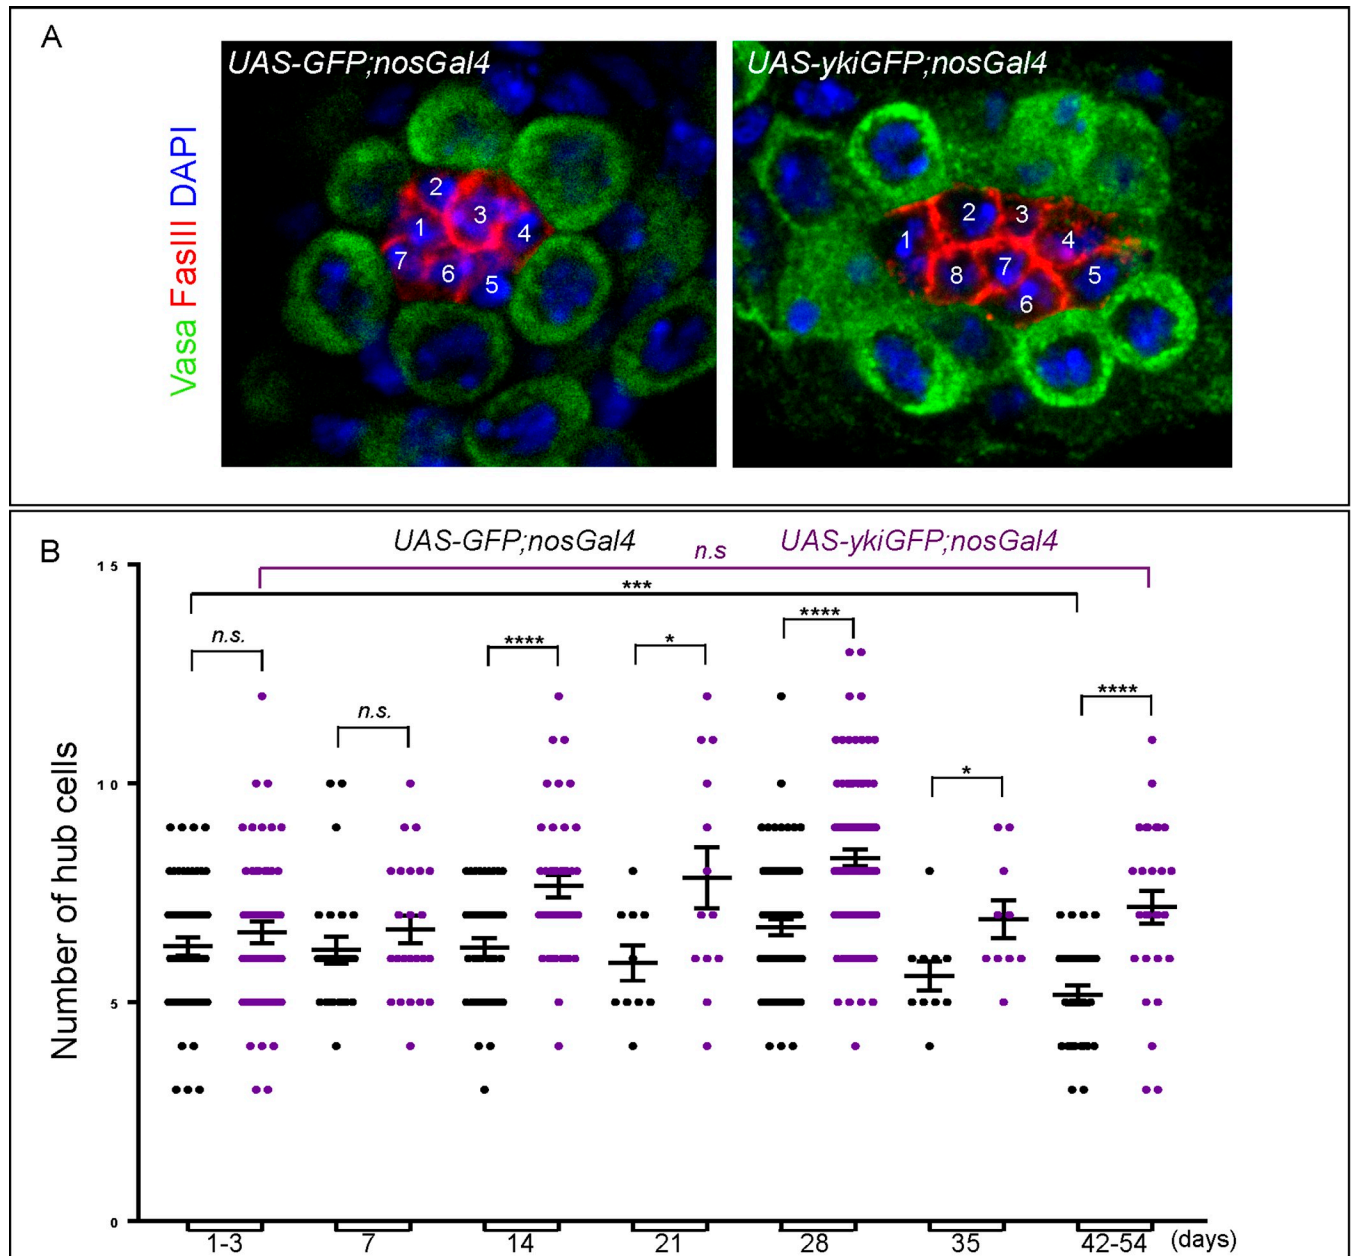 A
UAS-GFP;nosGal4
UAS-ykiGFP;nosGal4
Vasa FasIII DAPI
2
3
1
4
7
6
5
2
3
1
4
7
8
5
6
B
UAS-GFP;nosGal4
n.s
UAS-ykiGFP;nosGal4
15
***
****
n.s.
****
*
****
n.s.
*
10
Number of hub cells
5
0
1-3
7
14
21
28
35
42-54
(days)